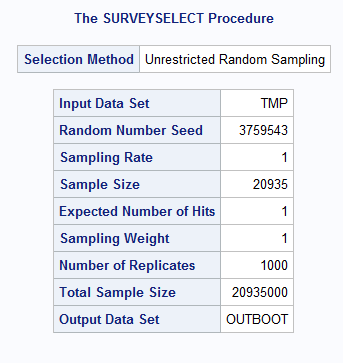 The SURVEYSELECT Procedure
Selection Method Unrestricted Random Sampling
Input Data Set TMP
Random Number Seed 3759543
Sampling Rate 1
Sample Size 20935
Expected Number of Hits 1
Sampling Weight 1
Number of Replicates 1000
Total Sample Size 20935000
Output Data Set OUTBOOT